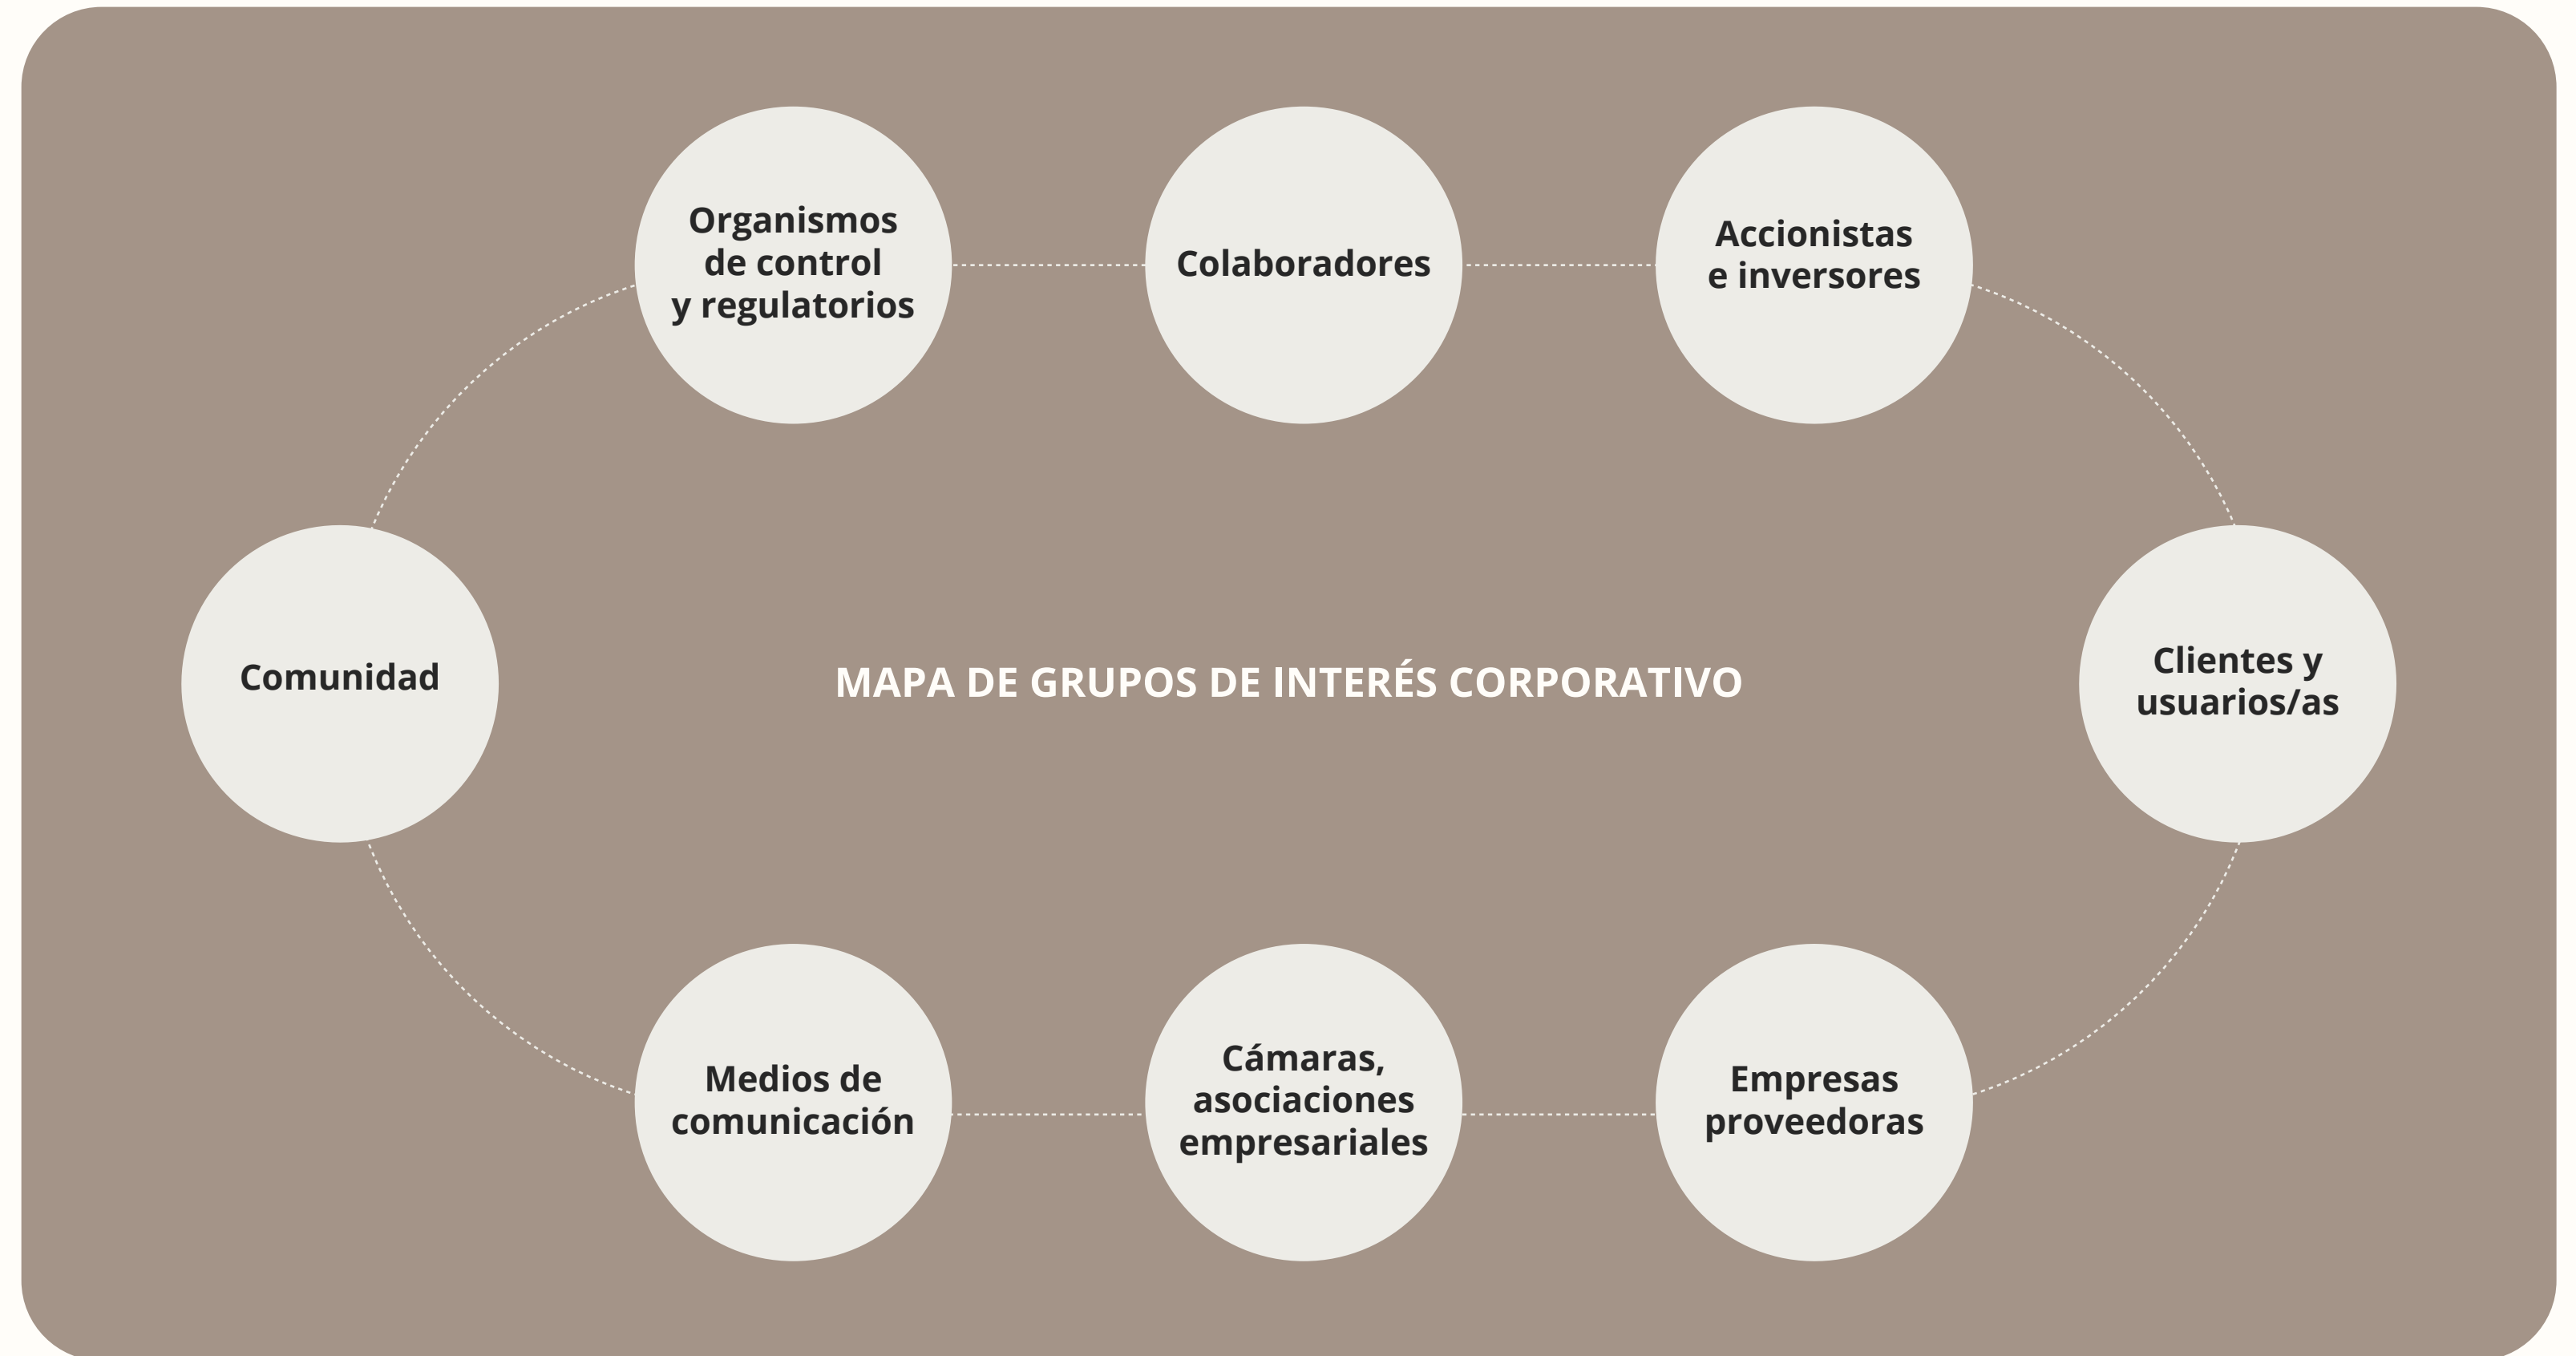 Organismos
de control
y regulatorios
Colaboradores
Accionistas
e inversores
Comunidad
MAPA DE GRUPOS DE INTERÉS CORPORATIVO
Clientes y
usuarios/as
Medios de
comunicación
Cámaras,
asociaciones
empresariales
Empresas
proveedoras